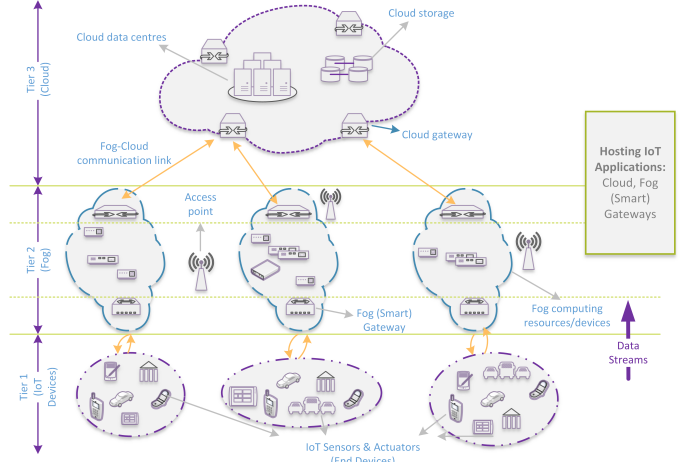 Cloud storage
Cloud data centres
Tier 3
(Cloud)
Cloud gateway
Fog-Cloud
communication link
Hosting IoT
Applications:
Cloud, Fog
(Smart)
Gateways
Access
point
Tier 2
(Fog)
Fog (Smart)
Gateway
Fog computing
resources/devices
Data
Streams
Tier 1
(IoT
Devices)
IoT Sensors & Actuators
(End Devices)